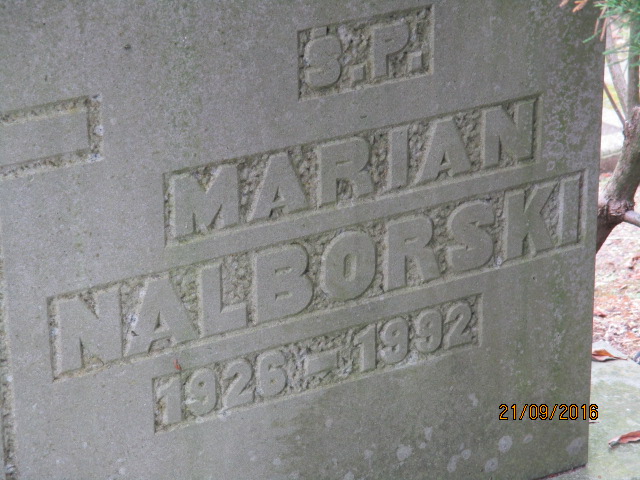 S.P.
MARIAN
NALBORSKI
1926-1992
21/09/2016